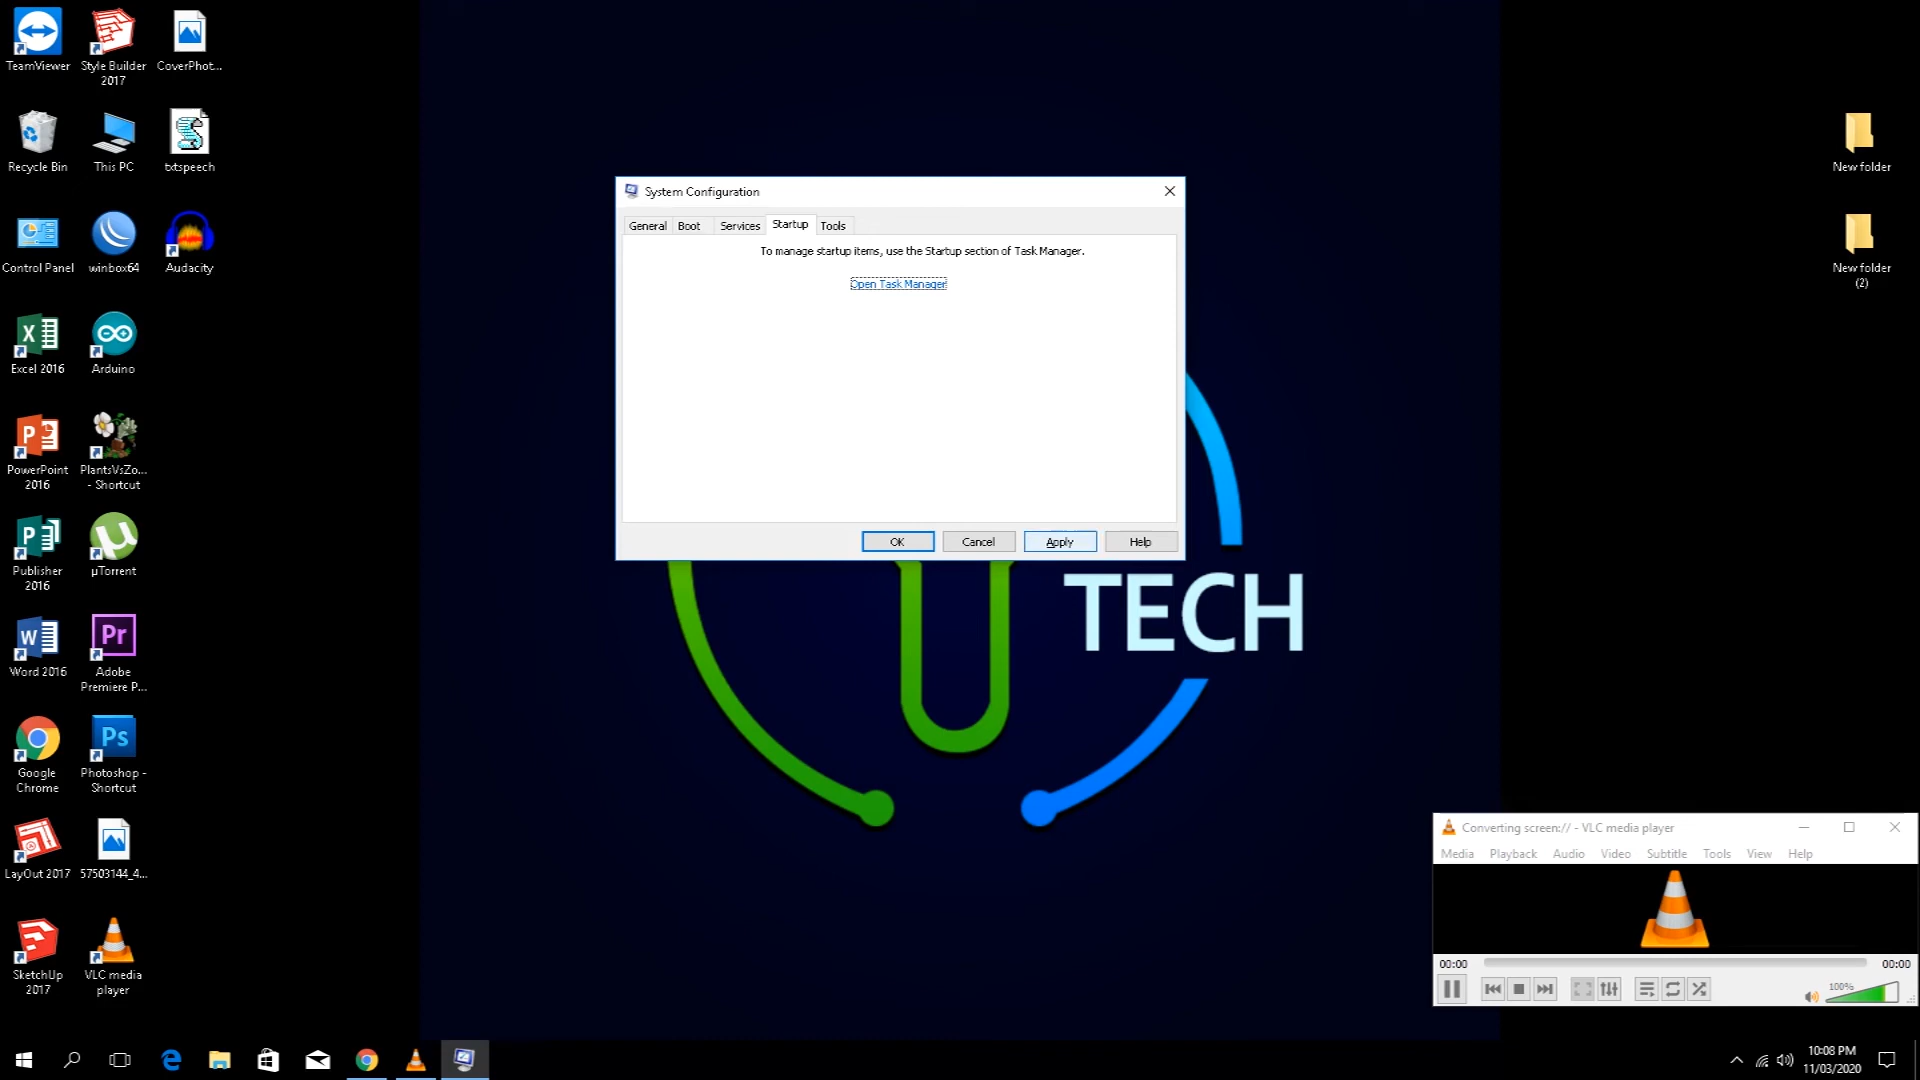 TeamViewer
Style Builder
2017
CoverPhot...
Recycle Bin
This PC
txtspeech
Control Panel
winbox64
Audacity
Excel 2016
Arduino
PowerPoint
2016
PlantsVsZo...
- Shortcut
Publisher
2016
µTorrent
Word 2016
Adobe
Premiere P...
Google
Chrome
Photoshop -
Shortcut
LayOut 2017
57503144_4...
SketchUp
2017
VLC media
player
New folder
New folder
(2)
System Configuration
General Boot Services Startup Tools
To manage startup items, use the Startup section of Task Manager.
Open Task Manager
OK Cancel Apply Help
TECH
Converting screen:// - VLC media player
Media Playback Audio Video Subtitle Tools View Help
00:00 00:00
100%
10:08 PM
11/03/2020